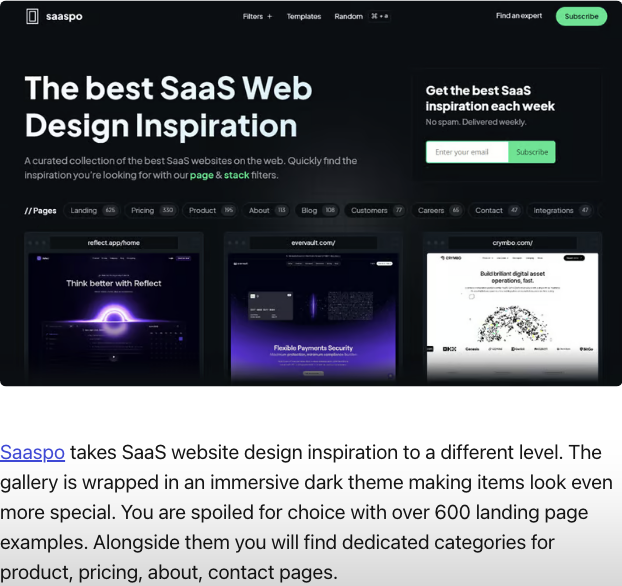 saaspo
Filters +
Templates
Random
Find an expert
Subscribe
The best SaaS Web
Design Inspiration
A curated collection of the best SaaS websites on the web. Quickly find the
inspiration you're looking for with our page & stack filters.
Get the best SaaS
inspiration each week
No spam. Delivered weekly.
Enter your email
Subscribe
// Pages
Landing 625
Pricing 330
Product 195
About 113
Blog 108
Customers 77
Careers 65
Contact 47
Integrations 47
reflect.app/home
Think better with Reflect
evervault.com/
Flexible Payments Security
crymbo.com/
CRYMBO
Build brilliant digital asset
operations, fast.
Saaspo takes SaaS website design inspiration to a different level. The
gallery is wrapped in an immersive dark theme making items look even
more special. You are spoiled for choice with over 600 landing page
examples. Alongside them you will find dedicated categories for
product, pricing, about, contact pages.